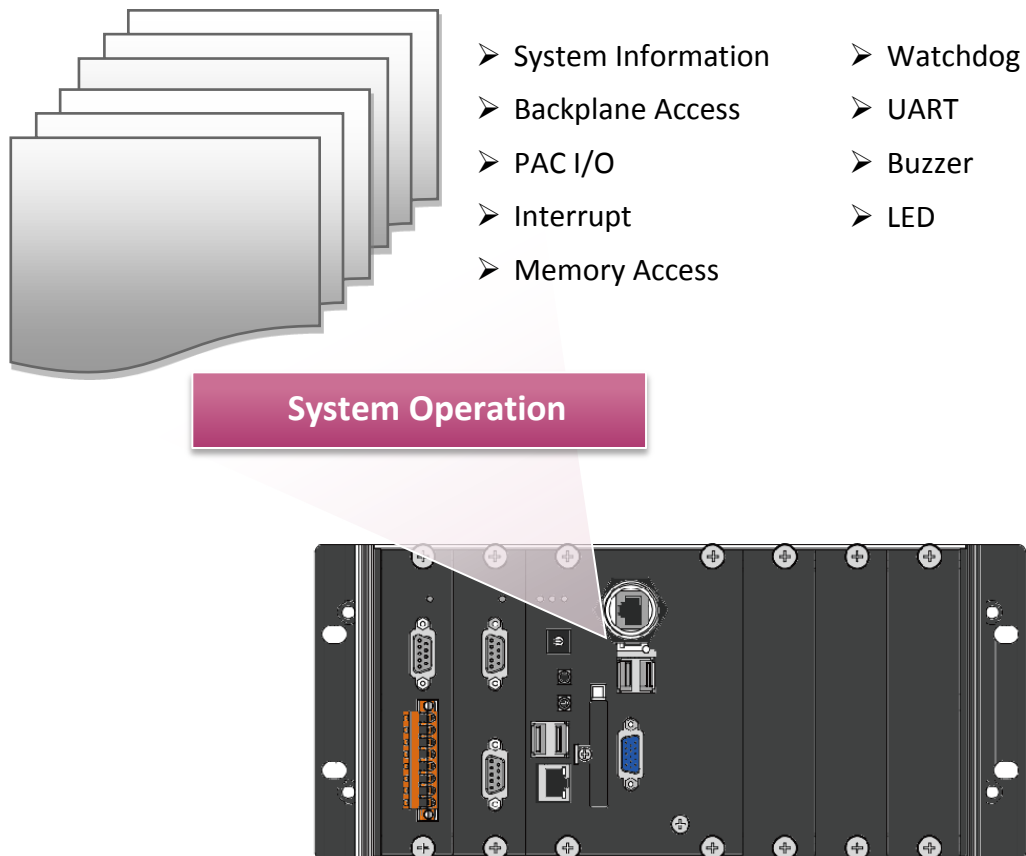 ➢ System Information
➢ Backplane Access
➢ PAC I/O
➢ Interrupt
➢ Memory Access
➢ Watchdog
➢ UART
➢ Buzzer
➢ LED
System Operation